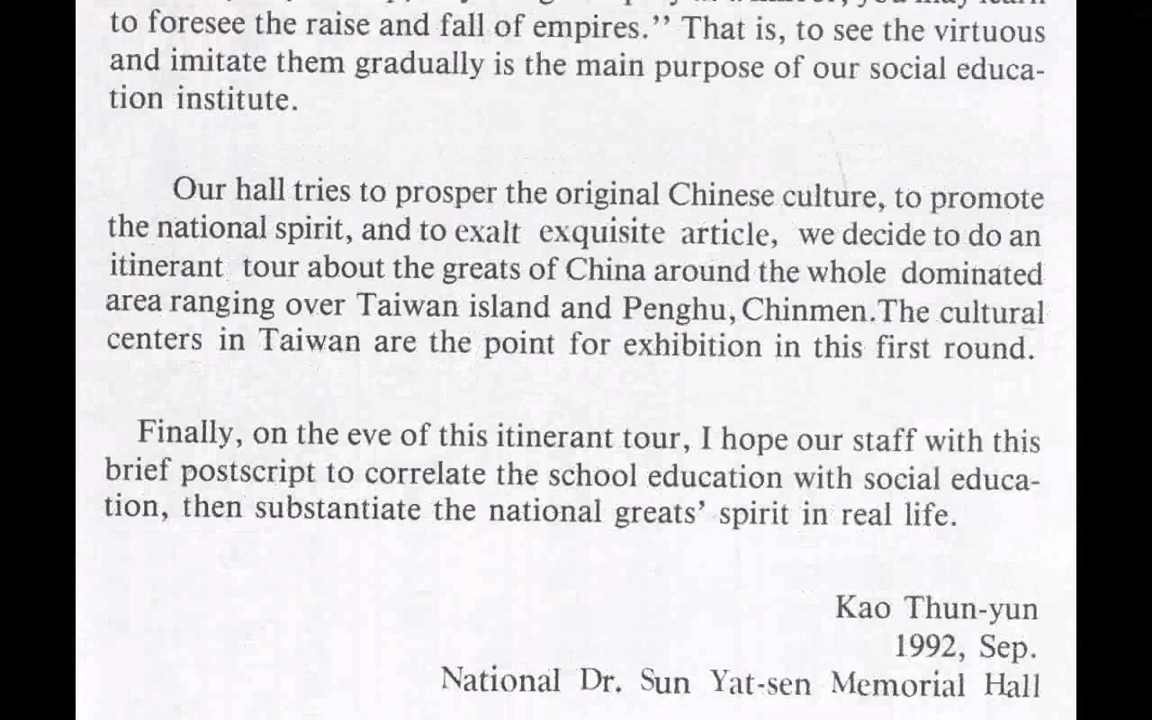 to foresee the raise and fall of empires.” That is, to see the virtuous
and imitate them gradually is the main purpose of our social educa-
tion institute.
Our hall tries to prosper the original Chinese culture, to promote
the national spirit, and to exalt exquisite article, we decide to do an
itinerant tour about the greats of China around the whole dominated
area ranging over Taiwan island and Penghu, Chinmen.The cultural
centers in Taiwan are the point for exhibition in this first round.
Finally, on the eve of this itinerant tour, I hope our staff with this
brief postscript to correlate the school education with social educa-
tion, then substantiate the national greats’ spirit in real life.
Kao Thun-yun
1992, Sep.
National Dr. Sun Yat-sen Memorial Hall